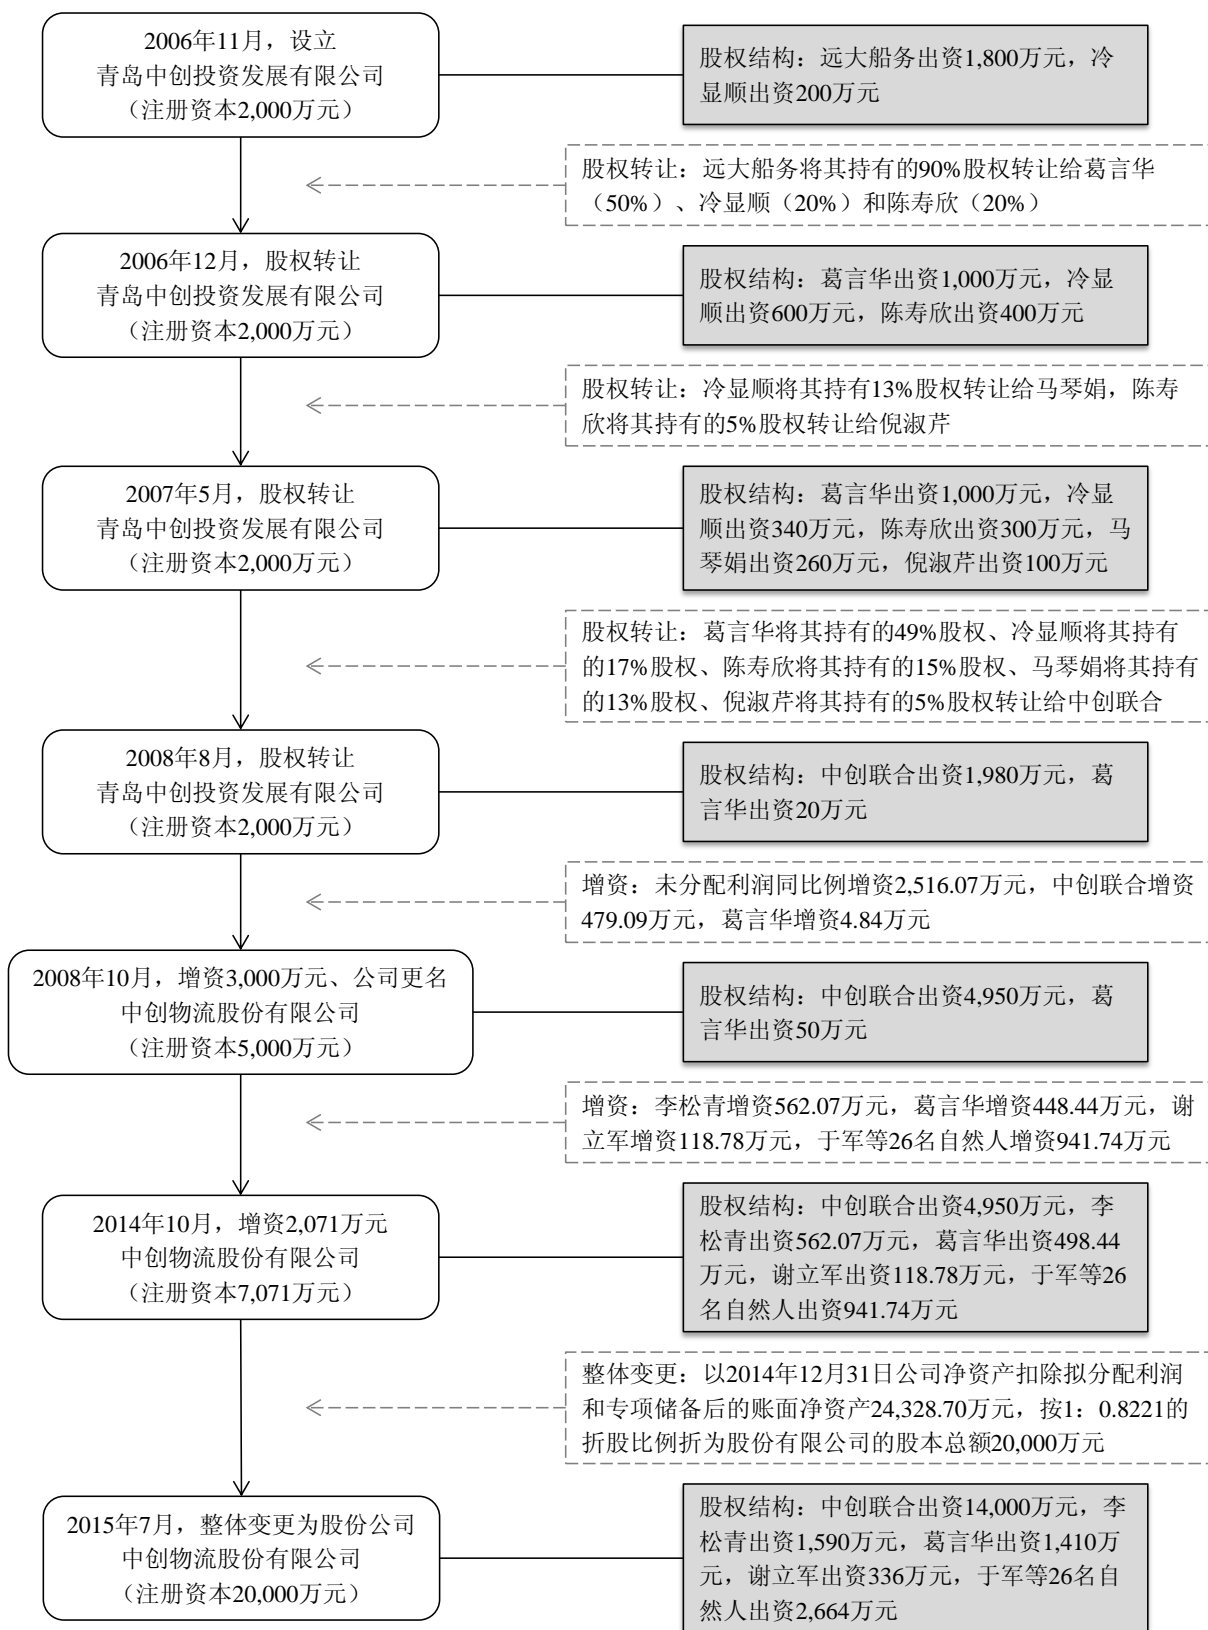 2006年11月，设立
青岛中创投资发展有限公司
（注册资本2,000万元）
股权结构：远大船务出资1,800万元，冷
显顺出资200万元
股权转让：远大船务将其持有的90%股权转让给葛言华
（50%）、冷显顺（20%）和陈寿欣（20%）
2006年12月，股权转让
青岛中创投资发展有限公司
（注册资本2,000万元）
股权结构：葛言华出资1,000万元，冷显
顺出资600万元，陈寿欣出资400万元
股权转让：冷显顺将其持有13%股权转让给马琴娟，陈寿
欣将其持有的5%股权转让给倪淑芹
2007年5月，股权转让
青岛中创投资发展有限公司
（注册资本2,000万元）
股权结构：葛言华出资1,000万元，冷显
顺出资340万元，陈寿欣出资300万元，马
琴娟出资260万元，倪淑芹出资100万元
股权转让：葛言华将其持有的49%股权、冷显顺将其持有
的17%股权、陈寿欣将其持有的15%股权、马琴娟将其持有
的13%股权、倪淑芹将其持有的5%股权转让给中创联合
2008年8月，股权转让
青岛中创投资发展有限公司
（注册资本2,000万元）
股权结构：中创联合出资1,980万元，葛
言华出资20万元
增资：未分配利润同比例增资2,516.07万元，中创联合增资
479.09万元，葛言华增资4.84万元
2008年10月，增资3,000万元、公司更名
中创物流股份有限公司
（注册资本5,000万元）
股权结构：中创联合出资4,950万元，葛
言华出资50万元
增资：李松青增资562.07万元，葛言华增资448.44万元，谢
立军增资118.78万元，于军等26名自然人增资941.74万元
2014年10月，增资2,071万元
中创物流股份有限公司
（注册资本7,071万元）
股权结构：中创联合出资4,950万元，李
松青出资562.07万元，葛言华出资498.44
万元，谢立军出资118.78万元，于军等26
名自然人出资941.74万元
整体变更：以2014年12月31日公司净资产扣除拟分配利润
和专项储备后的账面净资产24,328.70万元，按1：0.8221的
折股比例折为股份有限公司的股本总额20,000万元
2015年7月，整体变更为股份公司
中创物流股份有限公司
（注册资本20,000万元）
股权结构：中创联合出资14,000万元，李
松青出资1,590万元，葛言华出资1,410万
元，谢立军出资336万元，于军等26名自
然人出资2,664万元